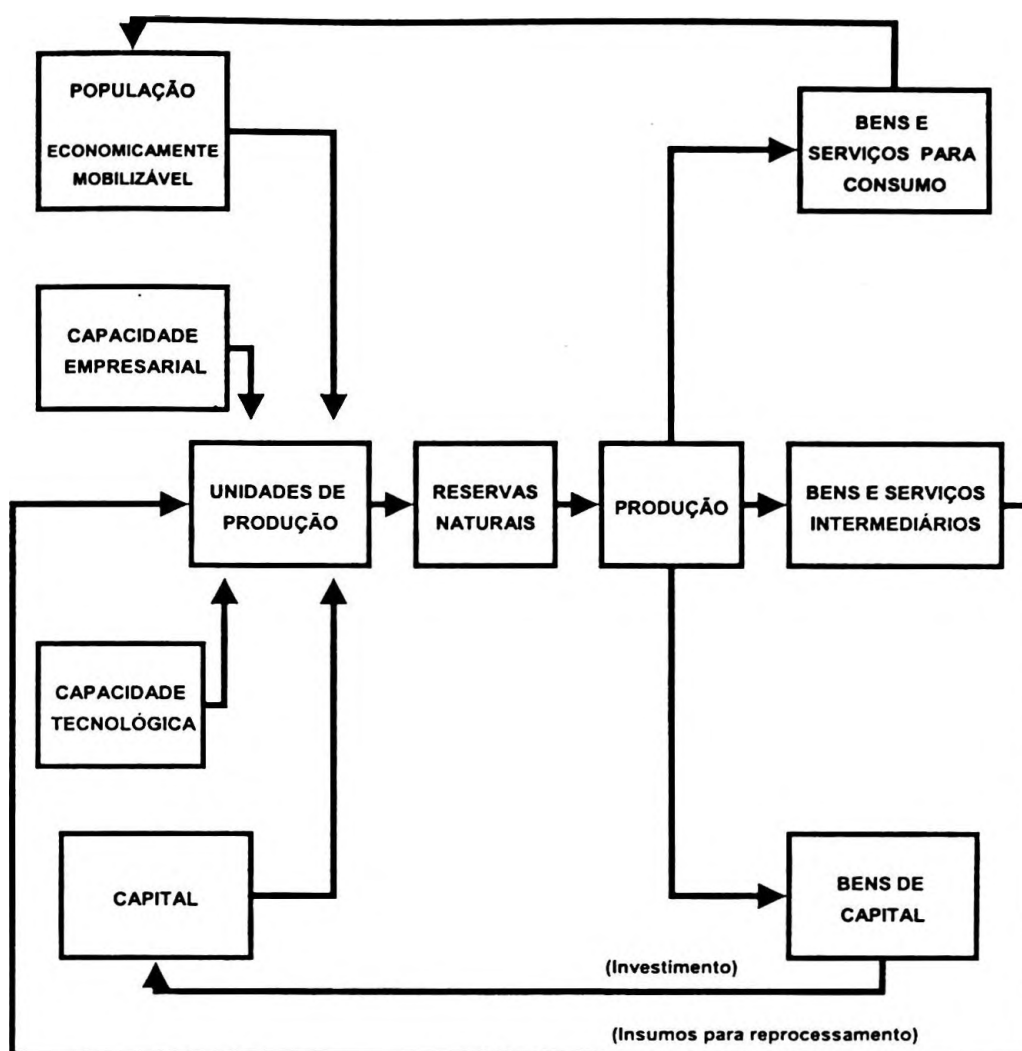 POPULAÇÃO
ECONOMICAMENTE
MOBILIZÁVEL
BENS E
SERVIÇOS PARA
CONSUMO
CAPACIDADE
EMPRESARIAL
UNIDADES DE
PRODUÇÃO
RESERVAS
NATURAIS
PRODUÇÃO
BENS E SERVIÇOS
INTERMEDIÁRIOS
CAPACIDADE
TECNOLÓGICA
CAPITAL
BENS DE
CAPITAL
(Investimento)
(Insumos para reprocessamento)